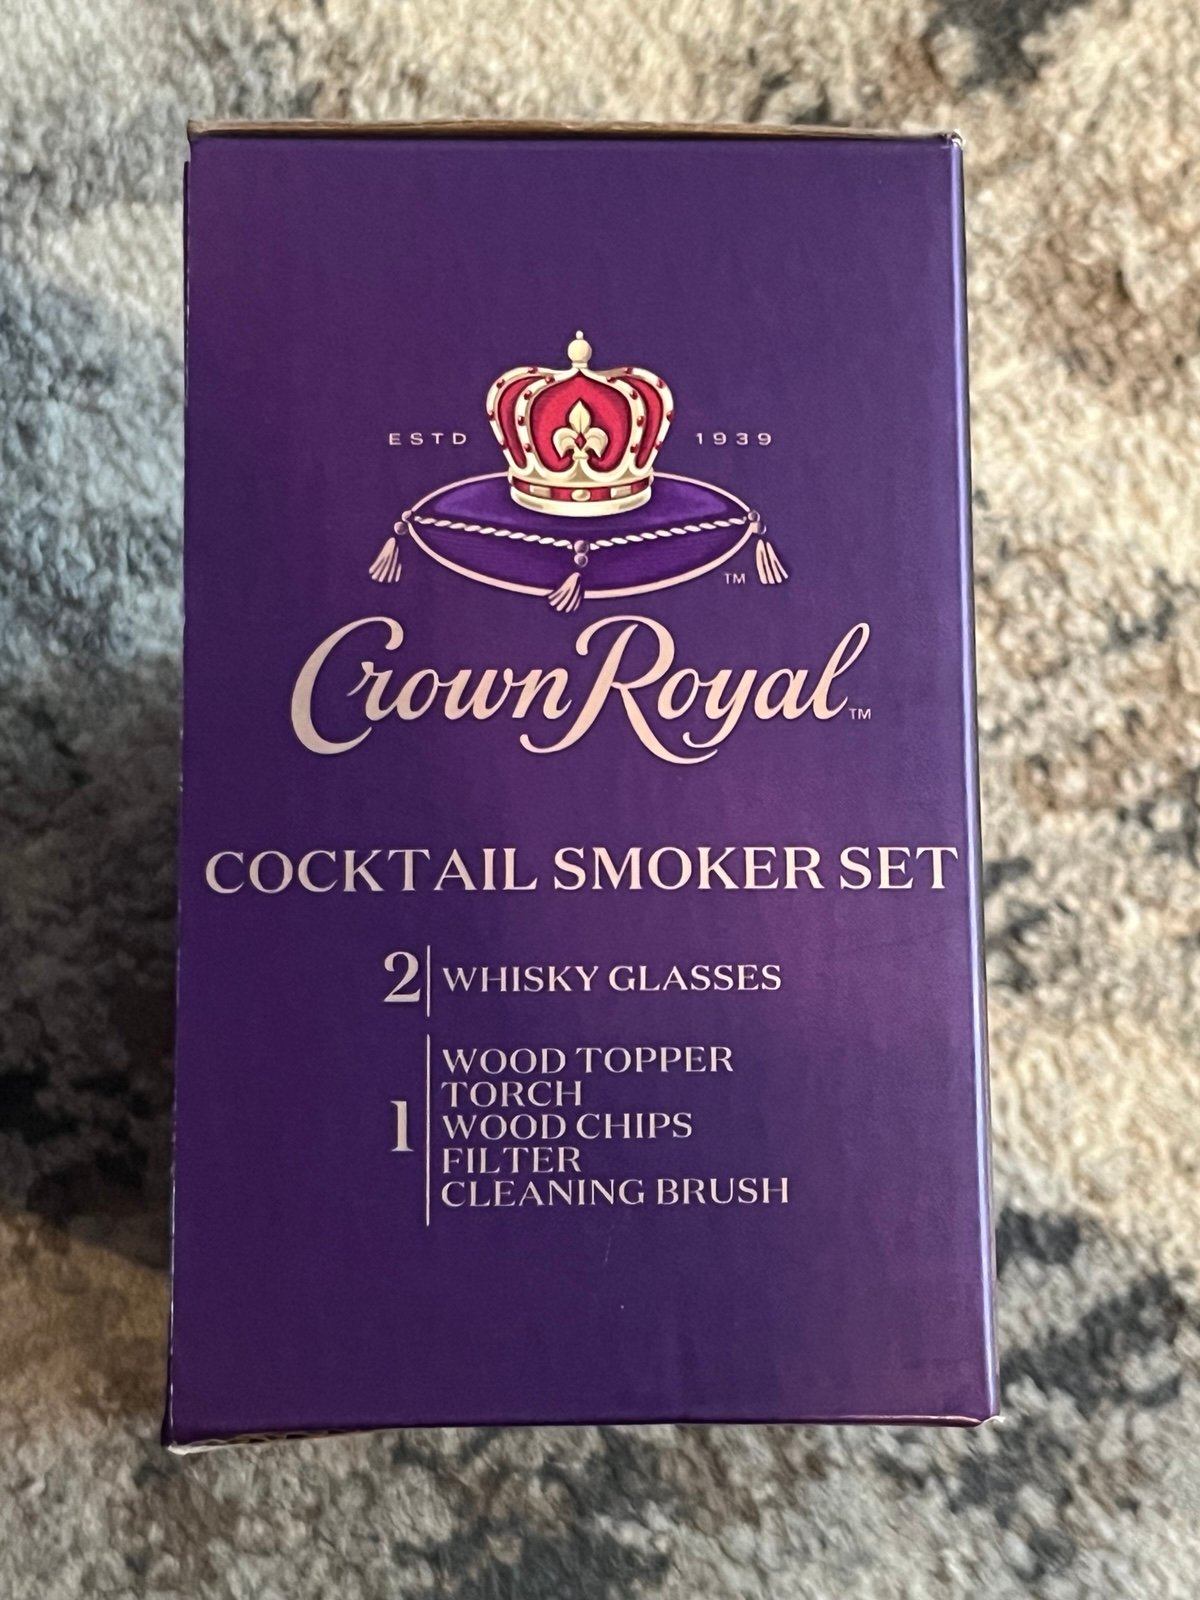 ESTD 1939
TM
Crown Royal TM
COCKTAIL SMOKER SET
2 WHISKY GLASSES
WOOD TOPPER
TORCH
1 WOOD CHIPS
FILTER
CLEANING BRUSH